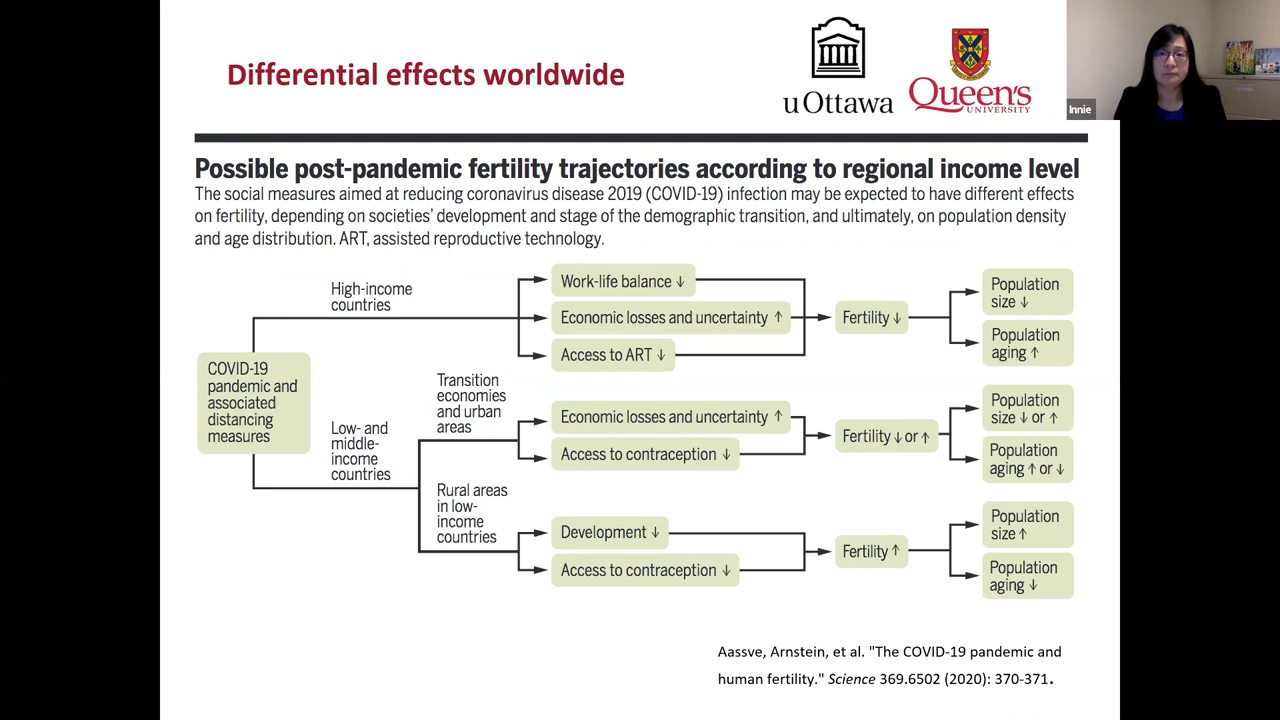 Differential effects worldwide
uOttawa
Queen's
UNIVERSITY
Innie
Possible post-pandemic fertility trajectories according to regional income level
The social measures aimed at reducing coronavirus disease 2019 (COVID-19) infection may be expected to have different effects
on fertility, depending on societies' development and stage of the demographic transition, and ultimately, on population density
and age distribution. ART, assisted reproductive technology.
COVID-19
pandemic and
associated
distancing
measures
High-income
countries
Work-life balance ↓
Economic losses and uncertainty ↑
Access to ART ↓
Fertility ↓
Population
size ↓
Population
aging ↑
Low- and
middle-
income
countries
Transition
economies
and urban
areas
Economic losses and uncertainty ↑
Access to contraception ↓
Fertility ↓ or ↑
Population
size ↓ or ↑
Population
aging ↑ or ↓
Rural areas
in low-
income
countries
Development ↓
Access to contraception ↓
Fertility ↑
Population
size ↑
Population
aging ↓
Aassve, Arnstein, et al. "The COVID-19 pandemic and
human fertility." Science 369.6502 (2020): 370-371.